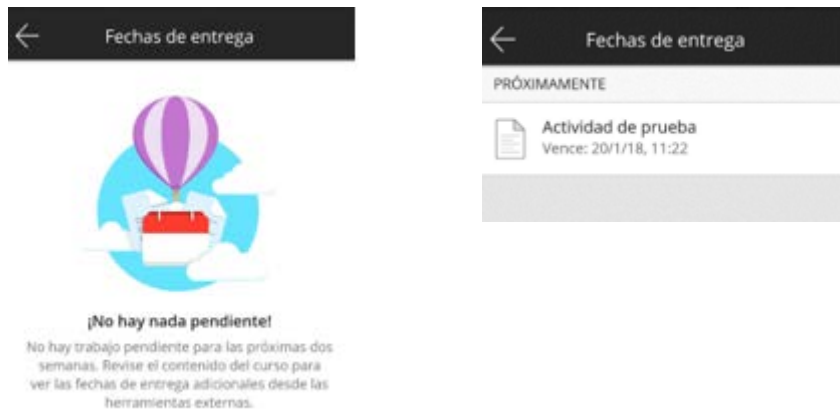 Fechas de entrega
¡No hay nada pendiente!
No hay trabajo pendiente para las próximas dos
semanas. Revise el contenido del curso para
ver las fechas de entrega adicionales desde las
herramientas externas.
Fechas de entrega
PRÓXIMAMENTE
Actividad de prueba
Vence: 20/1/18, 11:22